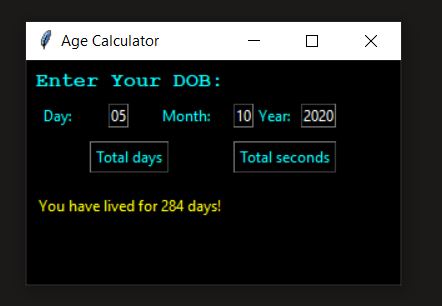 Age Calculator
Enter Your DOB:
Day: 05 Month: 10 Year: 2020
Total days Total seconds
You have lived for 284 days!